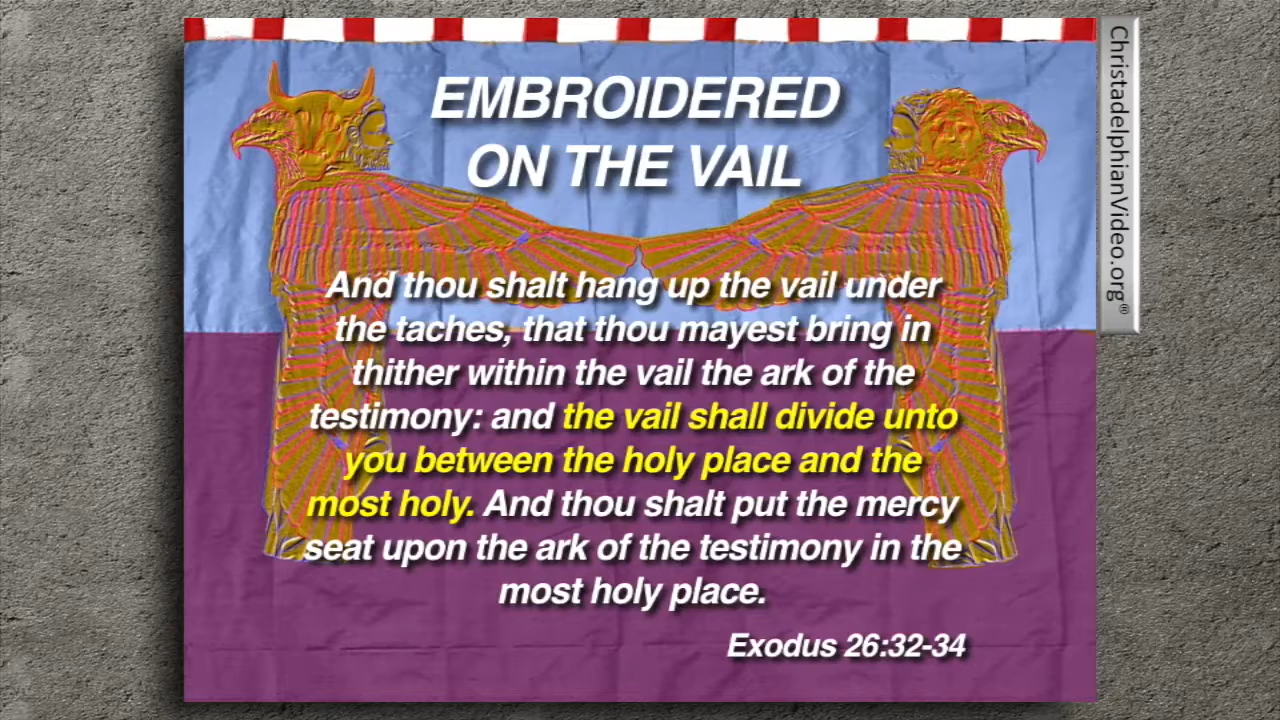 EMBROIDERED
ON THE VAIL
And thou shalt hang up the vail under
the taches, that thou mayest bring in
thither within the vail the ark of the
testimony: and the vail shall divide unto
you between the holy place and the
most holy. And thou shalt put the mercy
seat upon the ark of the testimony in the
most holy place.
Exodus 26:32-34
ChristadelphianVideo.org®